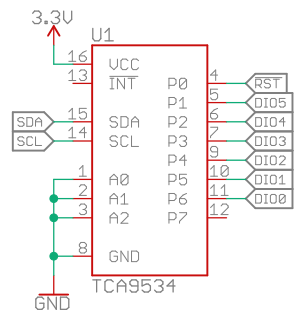 3.3V
U1
16 VCC
13 INT
P0 4 RST
P1 5 DIO5
SDA 15 SDA
P2 6 DIO4
SCL 14 SCL
P3 7 DIO3
P4 9 DIO2
1 A0
P5 10 DIO1
2 A1
P6 11 DIO0
3 A2
P7 12
8 GND
GND
TCA9534